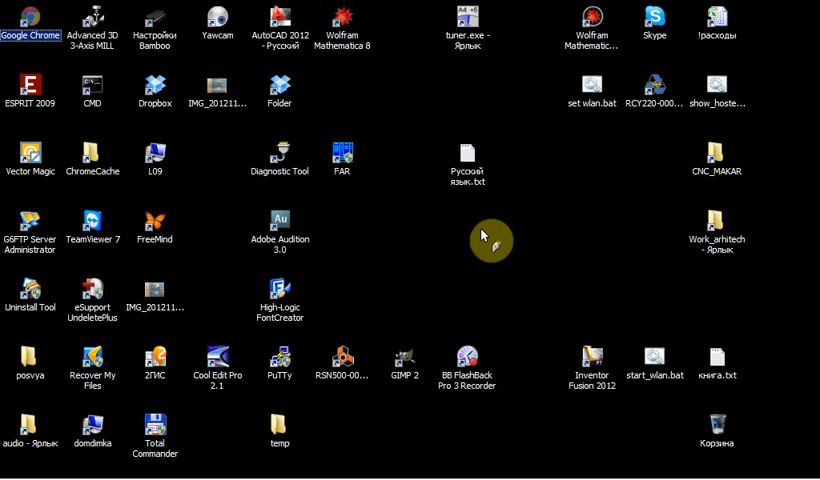 Google Chrome
Advanced 3D
3-Axis MILL
Настройки
Bamboo
Yawcam
AutoCAD 2012
- Русский
Wolfram
Mathematica 8
A4 +6
tuner.exe -
Ярлык
Wolfram
Mathematic...
Skype
!расходы
ESPRIT 2009
CMD
Dropbox
IMG_201211...
Folder
set wlan.bat
RCY220-000...
show_hoste...
Vector Magic
ChromeCache
L09
Diagnostic Tool
FAR
Русский
язык.txt
CNC_MAKAR
G6FTP Server
Administrator
TeamViewer 7
FreeMind
Au
Adobe Audition
3.0
Work_arhitech
- Ярлык
Uninstall Tool
eSupport
UndeletePlus
IMG_201211...
High-Logic
FontCreator
posvya
Recover My
Files
2ГИС
Cool Edit Pro
2.1
PuTTy
RSN500-00...
GIMP 2
BB FlashBack
Pro 3 Recorder
Inventor
Fusion 2012
start_wlan.bat
книга.txt
audio - Ярлык
domdimka
Total
Commander
temp
Корзина